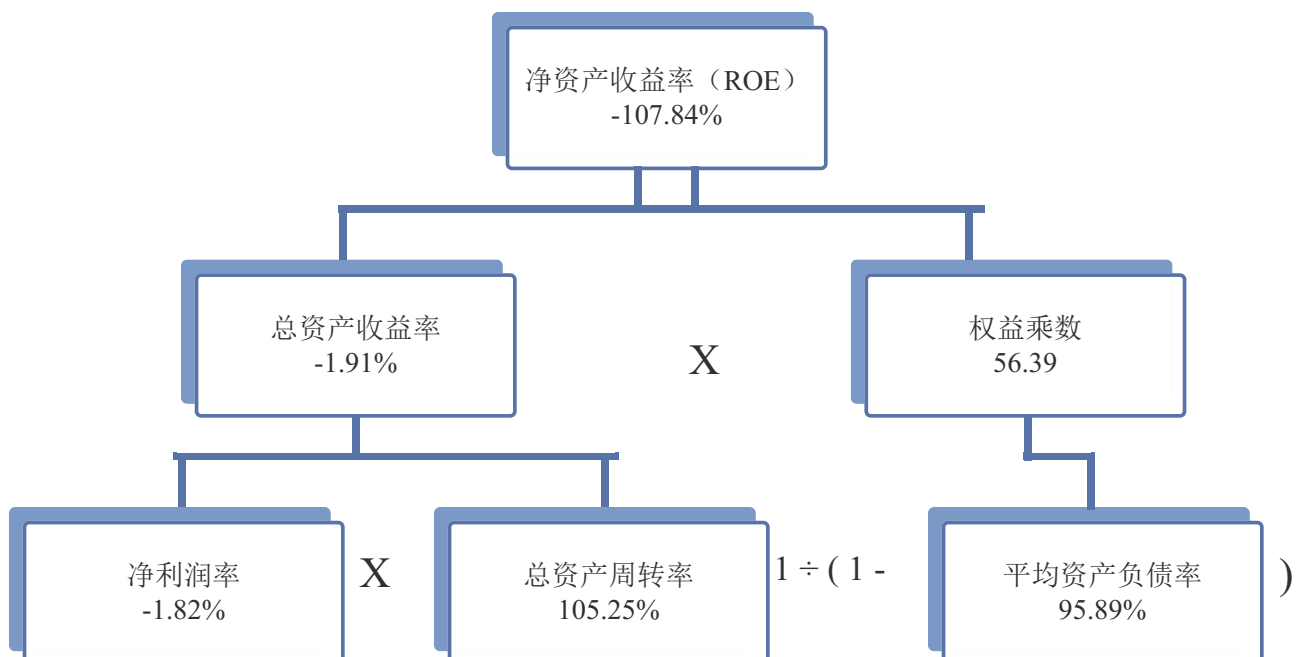 净资产收益率（ROE）
-107.84%
总资产收益率
-1.91%
X
权益乘数
56.39
净利润率
-1.82%
X
总资产周转率
105.25%
1 ÷ ( 1 -
平均资产负债率
95.89%
)